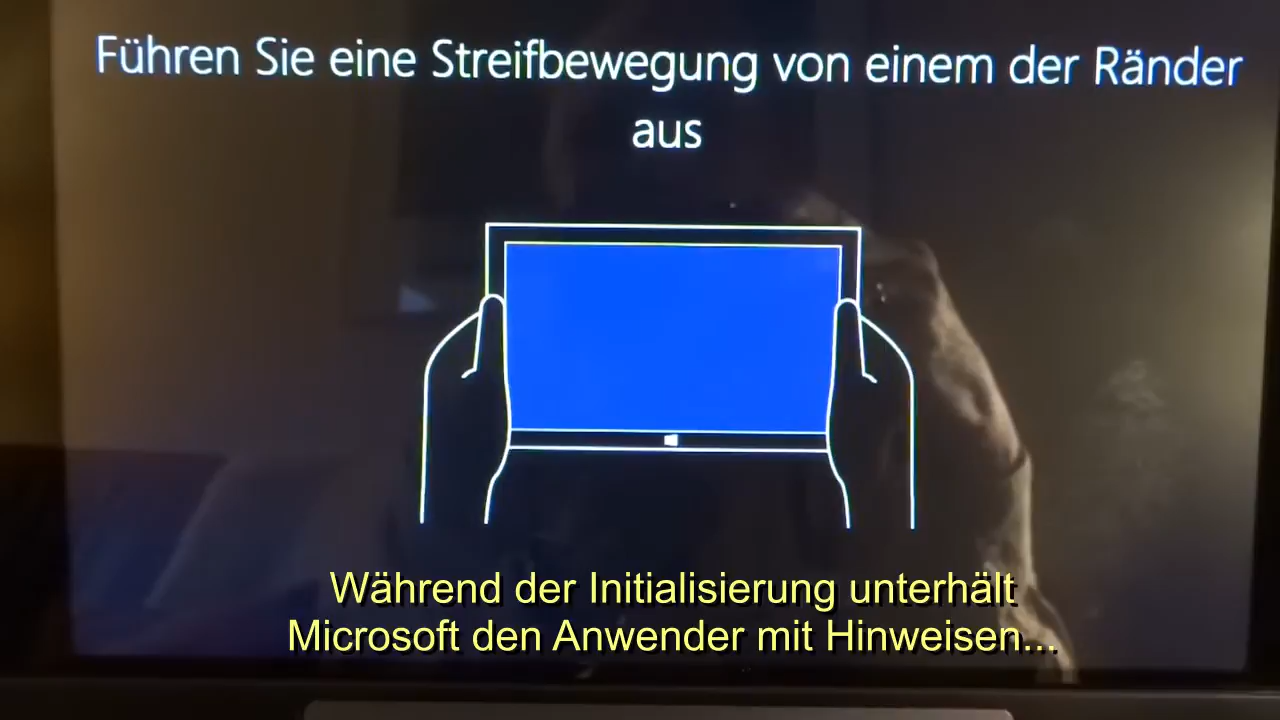 Führen Sie eine Streifbewegung von einem der Ränder
aus
Während der Initialisierung unterhält
Microsoft den Anwender mit Hinweisen...